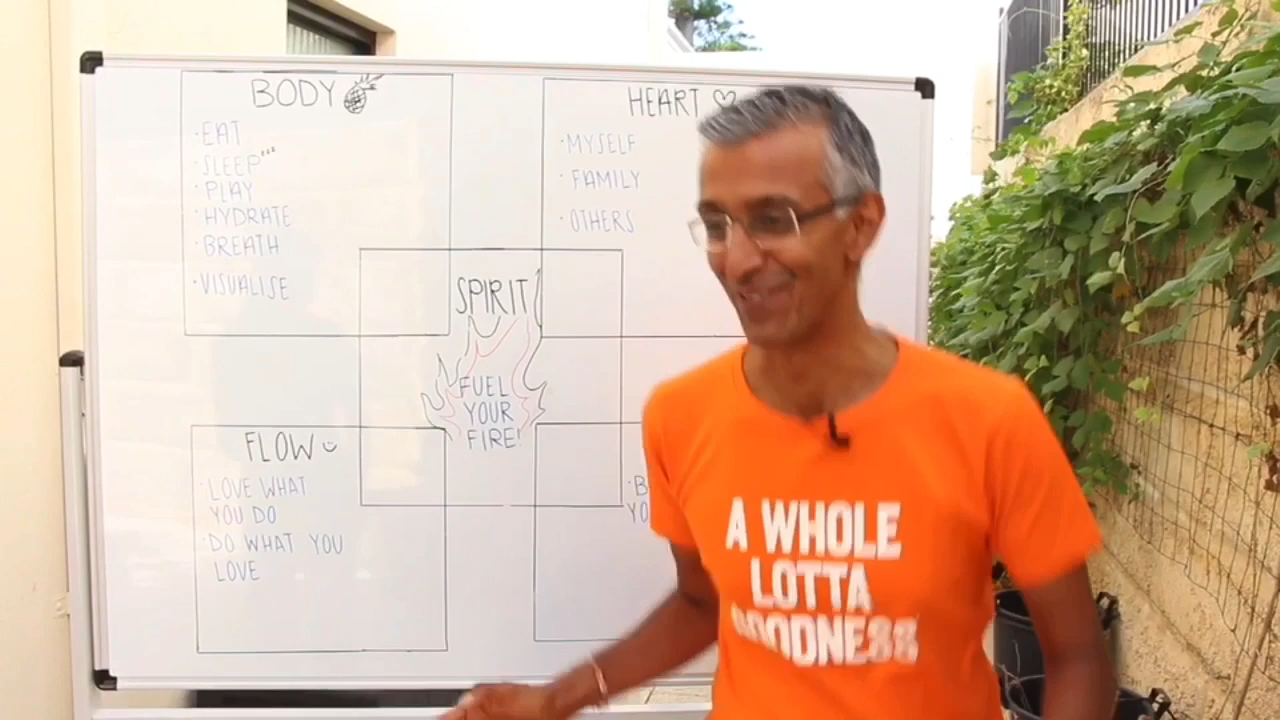 BODY
· EAT
· SLEEP
· PLAY
· HYDRATE
· BREATH
· VISUALISE
HEART
· MYSELF
· FAMILY
· OTHERS
SPIRIT
FUEL
YOUR
FIRE!
FLOW
· LOVE WHAT
YOU DO
· DO WHAT YOU
LOVE
A WHOLE
LOTTA
GOODNESS